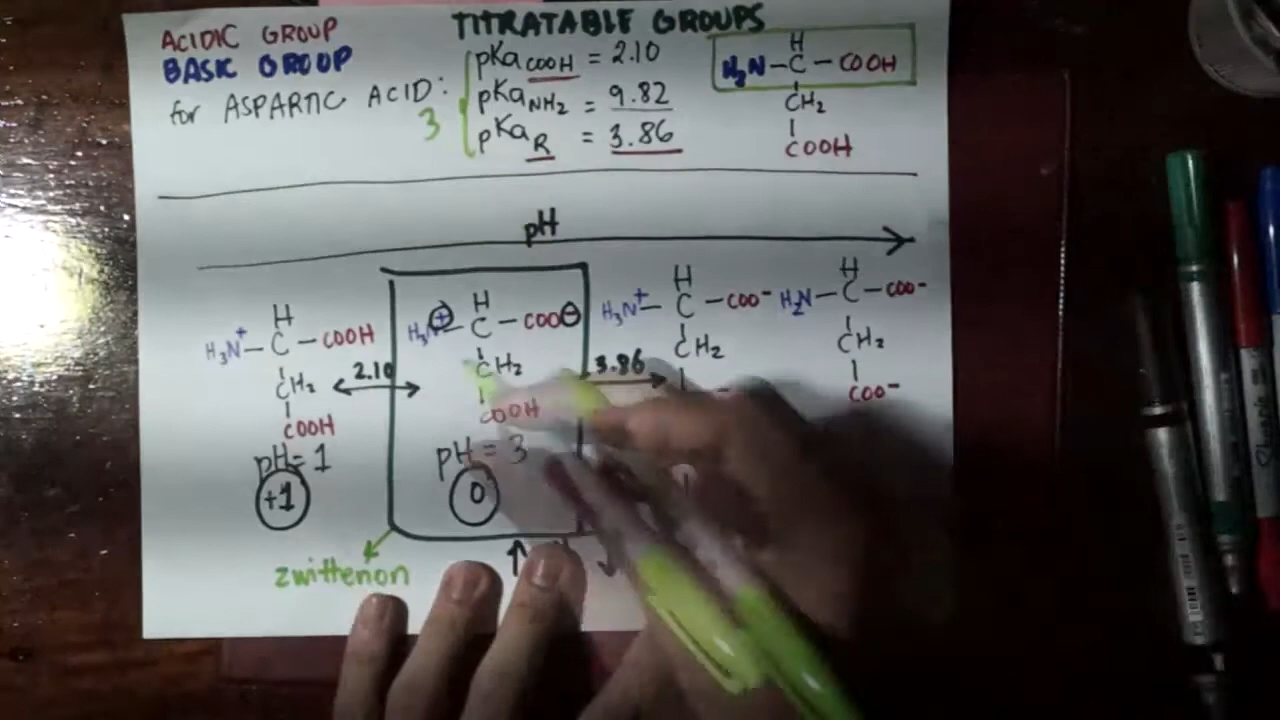 TITRATABLE GROUPS
ACIDIC GROUP
BASIC GROUP
for ASPARTIC ACID:
3
pKa COOH = 2.10
pKa NH2 = 9.82
pKa R = 3.86
H
H3N-C-COOH
CH2
COOH
pH
H
H3N+-C-COOH
CH2
COOH
pH=1
+1
2.10
H
H3N+-C-COO-
CH2
COOH
pH=3
0
zwitterion
3.86
H
H3N+-C-COO-
CH2
H
H2N-C-COO-
CH2
COO-
Sharpie